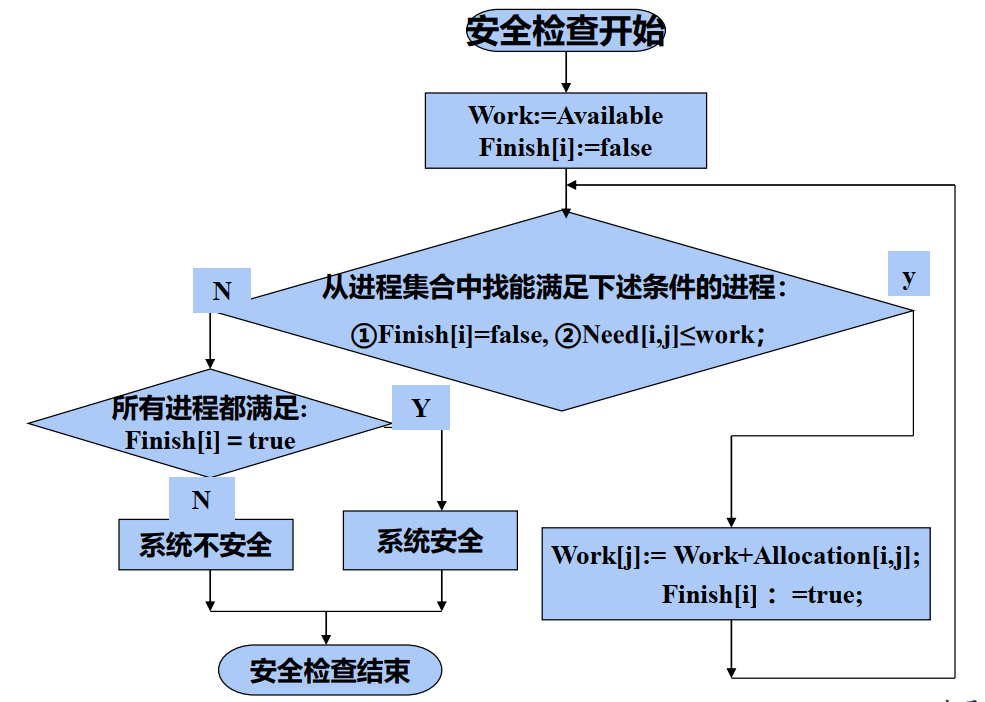 安全检查开始
Work:=Available
Finish[i]:=false
从进程集合中找能满足下述条件的进程：
①Finish[i]=false, ②Need[i,j]≤work；
N
y
所有进程都满足:
Finish[i]＝true
Y
N
系统不安全
系统安全
Work[j]:= Work+Allocation[i,j];
Finish[i]：=true;
安全检查结束